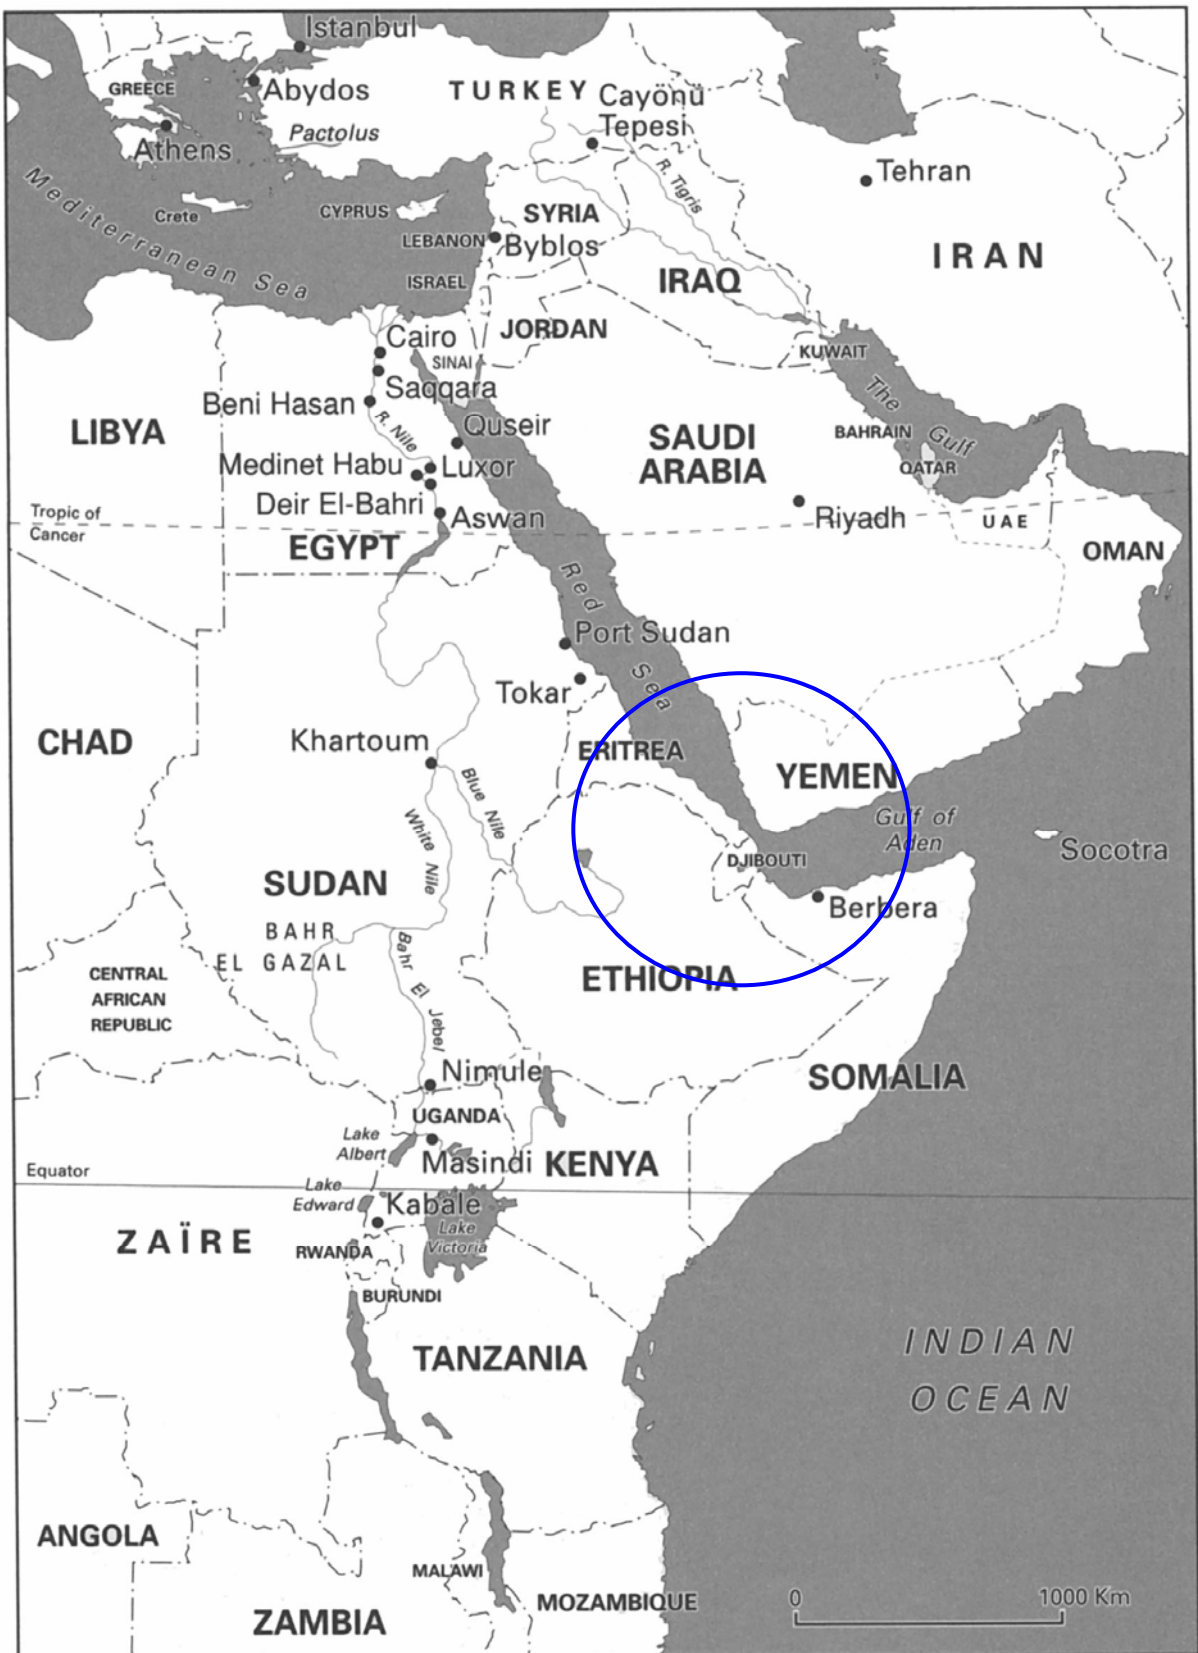 Istanbul
GREECE
Abydos
TURKEY
Cayönü
Tepesi
Pactolus
Athens
R. Tigris
Tehran
Mediterranean Sea
Crete
CYPRUS
SYRIA
LEBANON
Byblos
IRAN
ISRAEL
IRAQ
JORDAN
Cairo
SINAI
KUWAIT
Saqqara
Beni Hasan
R. Nile
The Gulf
LIBYA
Quseir
SAUDI
ARABIA
BAHRAIN
QATAR
Medinet Habu
Luxor
Deir El-Bahri
Riyadh
Tropic of
Cancer
Aswan
UAE
EGYPT
OMAN
Red Sea
Port Sudan
Tokar
CHAD
Khartoum
ERITREA
YEMEN
Blue Nile
White Nile
Gulf of
Aden
DJIBOUTI
Socotra
SUDAN
Berbera
BAHR
EL GAZAL
Bahr El Jebel
CENTRAL
AFRICAN
REPUBLIC
ETHIOPIA
Nimule
SOMALIA
UGANDA
Lake
Albert
Masindi
KENYA
Equator
Lake
Edward
Kabale
ZAÏRE
Lake
Victoria
RWANDA
BURUNDI
TANZANIA
INDIAN
OCEAN
ANGOLA
MALAWI
MOZAMBIQUE
0 1000 Km
ZAMBIA